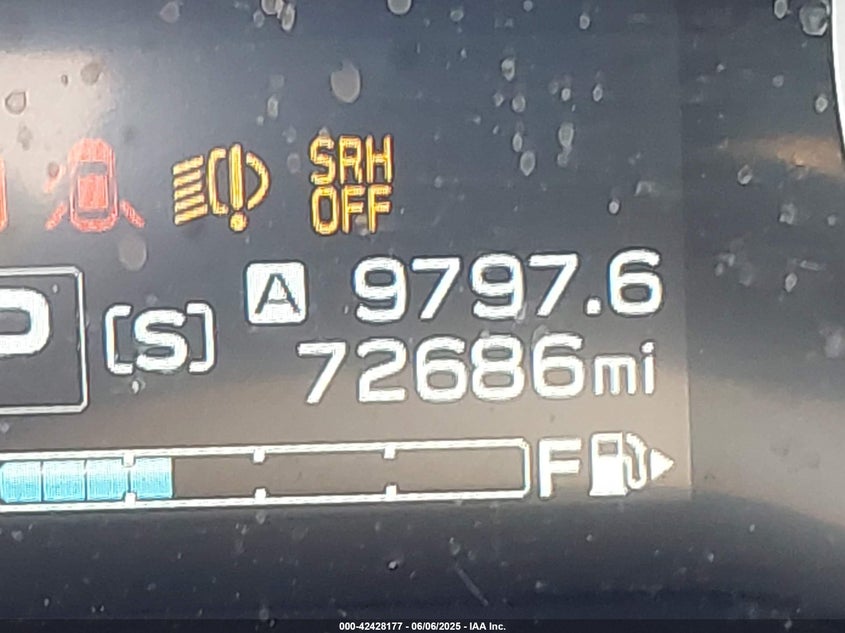 SRH
OFF
A 9797.6
P [S] 72686mi
F
000-42428177 - 06/06/2025 - IAA Inc.